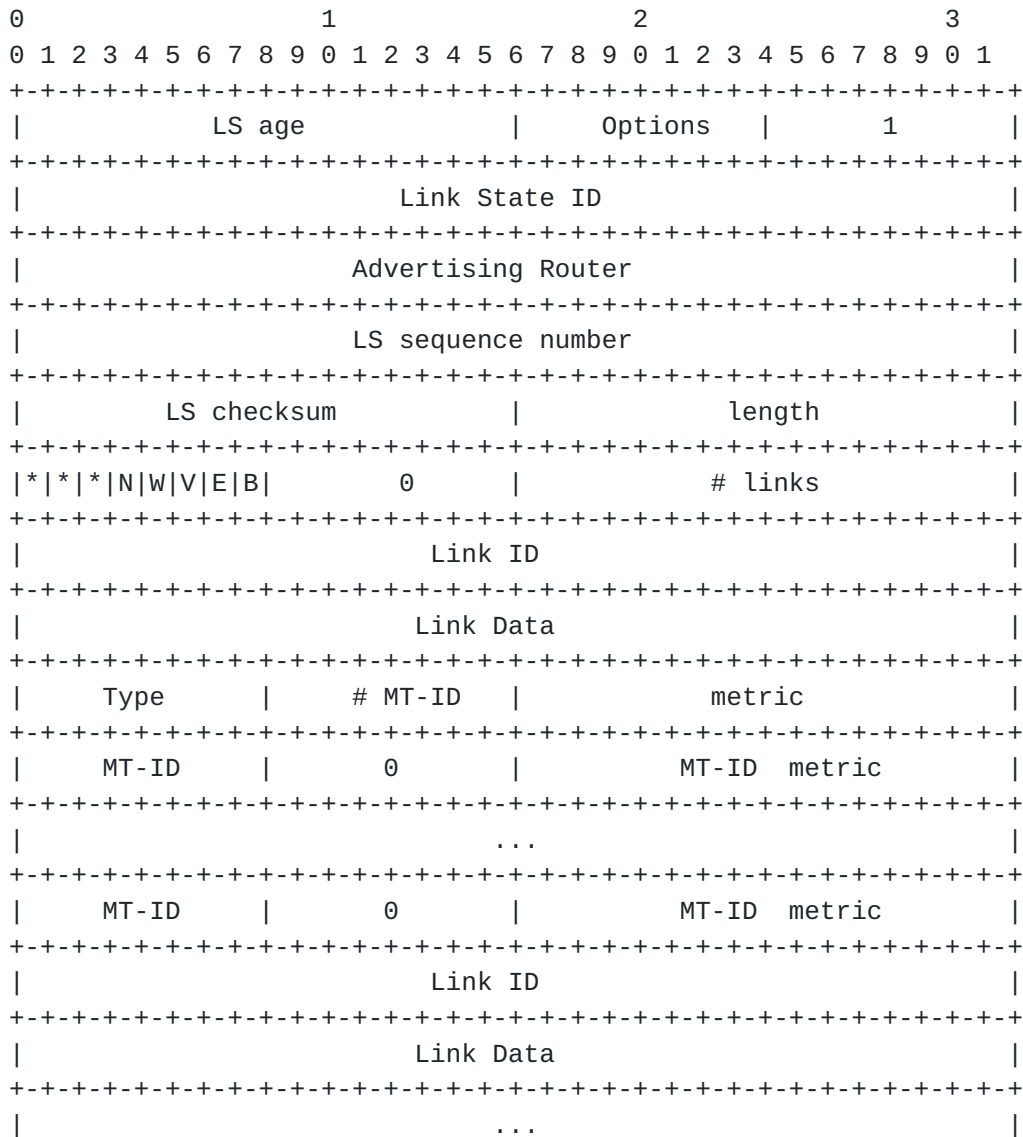 0                   1                   2                   3
0 1 2 3 4 5 6 7 8 9 0 1 2 3 4 5 6 7 8 9 0 1 2 3 4 5 6 7 8 9 0 1
+-+-+-+-+-+-+-+-+-+-+-+-+-+-+-+-+-+-+-+-+-+-+-+-+-+-+-+-+-+-+-+-+
|            LS age             |     Options   |       1       |
+-+-+-+-+-+-+-+-+-+-+-+-+-+-+-+-+-+-+-+-+-+-+-+-+-+-+-+-+-+-+-+-+
|                        Link State ID                          |
+-+-+-+-+-+-+-+-+-+-+-+-+-+-+-+-+-+-+-+-+-+-+-+-+-+-+-+-+-+-+-+-+
|                     Advertising Router                        |
+-+-+-+-+-+-+-+-+-+-+-+-+-+-+-+-+-+-+-+-+-+-+-+-+-+-+-+-+-+-+-+-+
|                     LS sequence number                        |
+-+-+-+-+-+-+-+-+-+-+-+-+-+-+-+-+-+-+-+-+-+-+-+-+-+-+-+-+-+-+-+-+
|         LS checksum           |             length            |
+-+-+-+-+-+-+-+-+-+-+-+-+-+-+-+-+-+-+-+-+-+-+-+-+-+-+-+-+-+-+-+-+
|*|*|*|N|W|V|E|B|        0      |            # links            |
+-+-+-+-+-+-+-+-+-+-+-+-+-+-+-+-+-+-+-+-+-+-+-+-+-+-+-+-+-+-+-+-+
|                          Link ID                              |
+-+-+-+-+-+-+-+-+-+-+-+-+-+-+-+-+-+-+-+-+-+-+-+-+-+-+-+-+-+-+-+-+
|                         Link Data                             |
+-+-+-+-+-+-+-+-+-+-+-+-+-+-+-+-+-+-+-+-+-+-+-+-+-+-+-+-+-+-+-+-+
|     Type      |     # MT-ID   |            metric             |
+-+-+-+-+-+-+-+-+-+-+-+-+-+-+-+-+-+-+-+-+-+-+-+-+-+-+-+-+-+-+-+-+
|     MT-ID     |       0       |          MT-ID  metric        |
+-+-+-+-+-+-+-+-+-+-+-+-+-+-+-+-+-+-+-+-+-+-+-+-+-+-+-+-+-+-+-+-+
|                              ...                              |
+-+-+-+-+-+-+-+-+-+-+-+-+-+-+-+-+-+-+-+-+-+-+-+-+-+-+-+-+-+-+-+-+
|     MT-ID     |       0       |          MT-ID  metric        |
+-+-+-+-+-+-+-+-+-+-+-+-+-+-+-+-+-+-+-+-+-+-+-+-+-+-+-+-+-+-+-+-+
|                          Link ID                              |
+-+-+-+-+-+-+-+-+-+-+-+-+-+-+-+-+-+-+-+-+-+-+-+-+-+-+-+-+-+-+-+-+
|                         Link Data                             |
+-+-+-+-+-+-+-+-+-+-+-+-+-+-+-+-+-+-+-+-+-+-+-+-+-+-+-+-+-+-+-+-+
|                              ...                              |